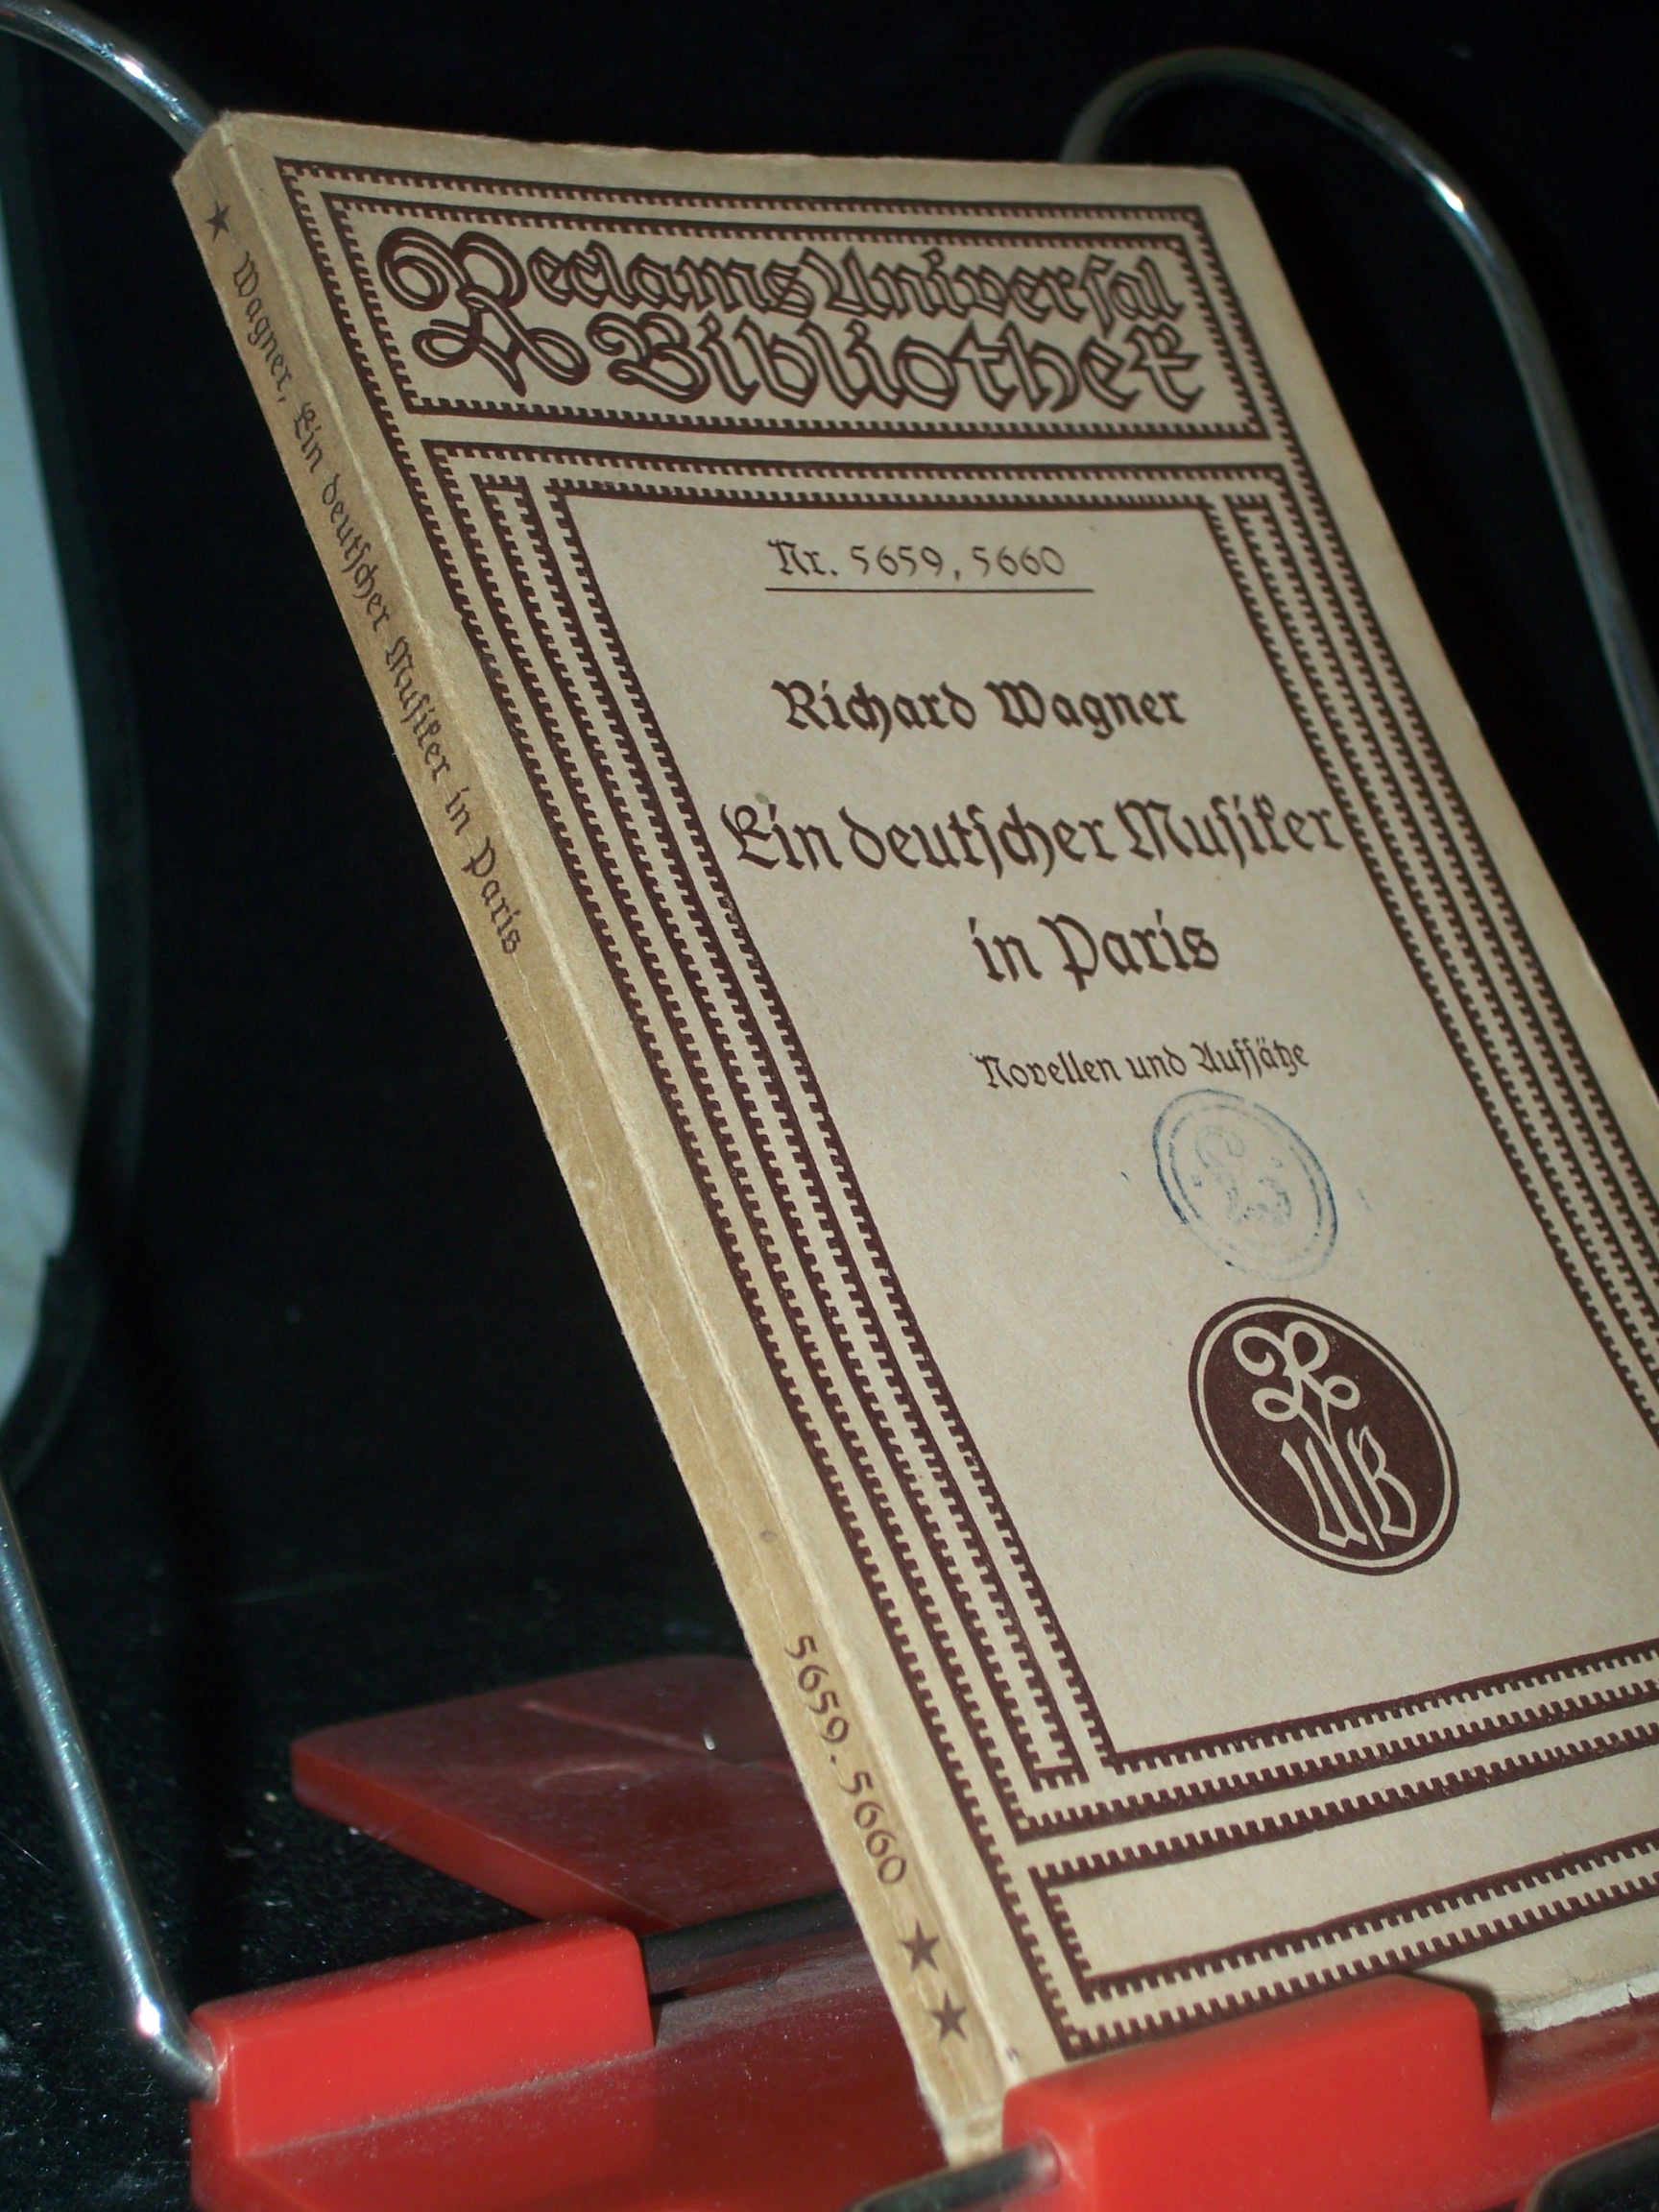 Reclams Universal
Bibliothek
Nr. 5659, 5660
Richard Wagner
Ein deutscher Musiker
in Paris
Novellen und Aufsätze
R
UB
★ Wagner, Ein deutscher Musiker in Paris
5659. 5660 ★★